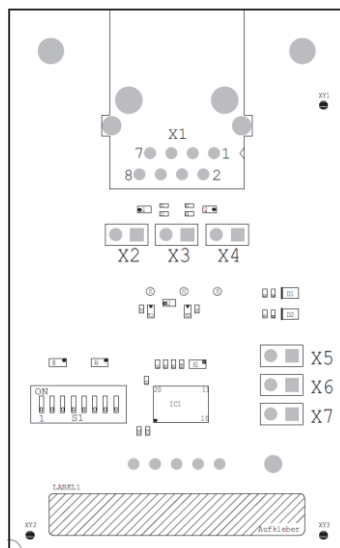 XY1
X1
7 1
8 2
X2 X3 X4
D1
D2
X5
X6
X7
ON
1 S1
20 11
IC1
10
LABEL1
Aufkleber
XY2 XY3